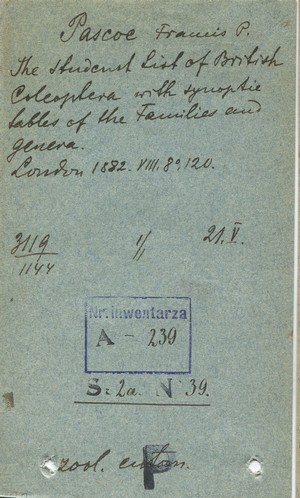 Pascoe Francis P.
The student List of British
Coleoptera with synoptic
tables of the Families and
genera.
London 1882. VIII, 8°, 120.
3119 1/ 21.V.
1144
Nr. inwentarza
A - 239
S: 2a. N 39.
F
zool. entom.